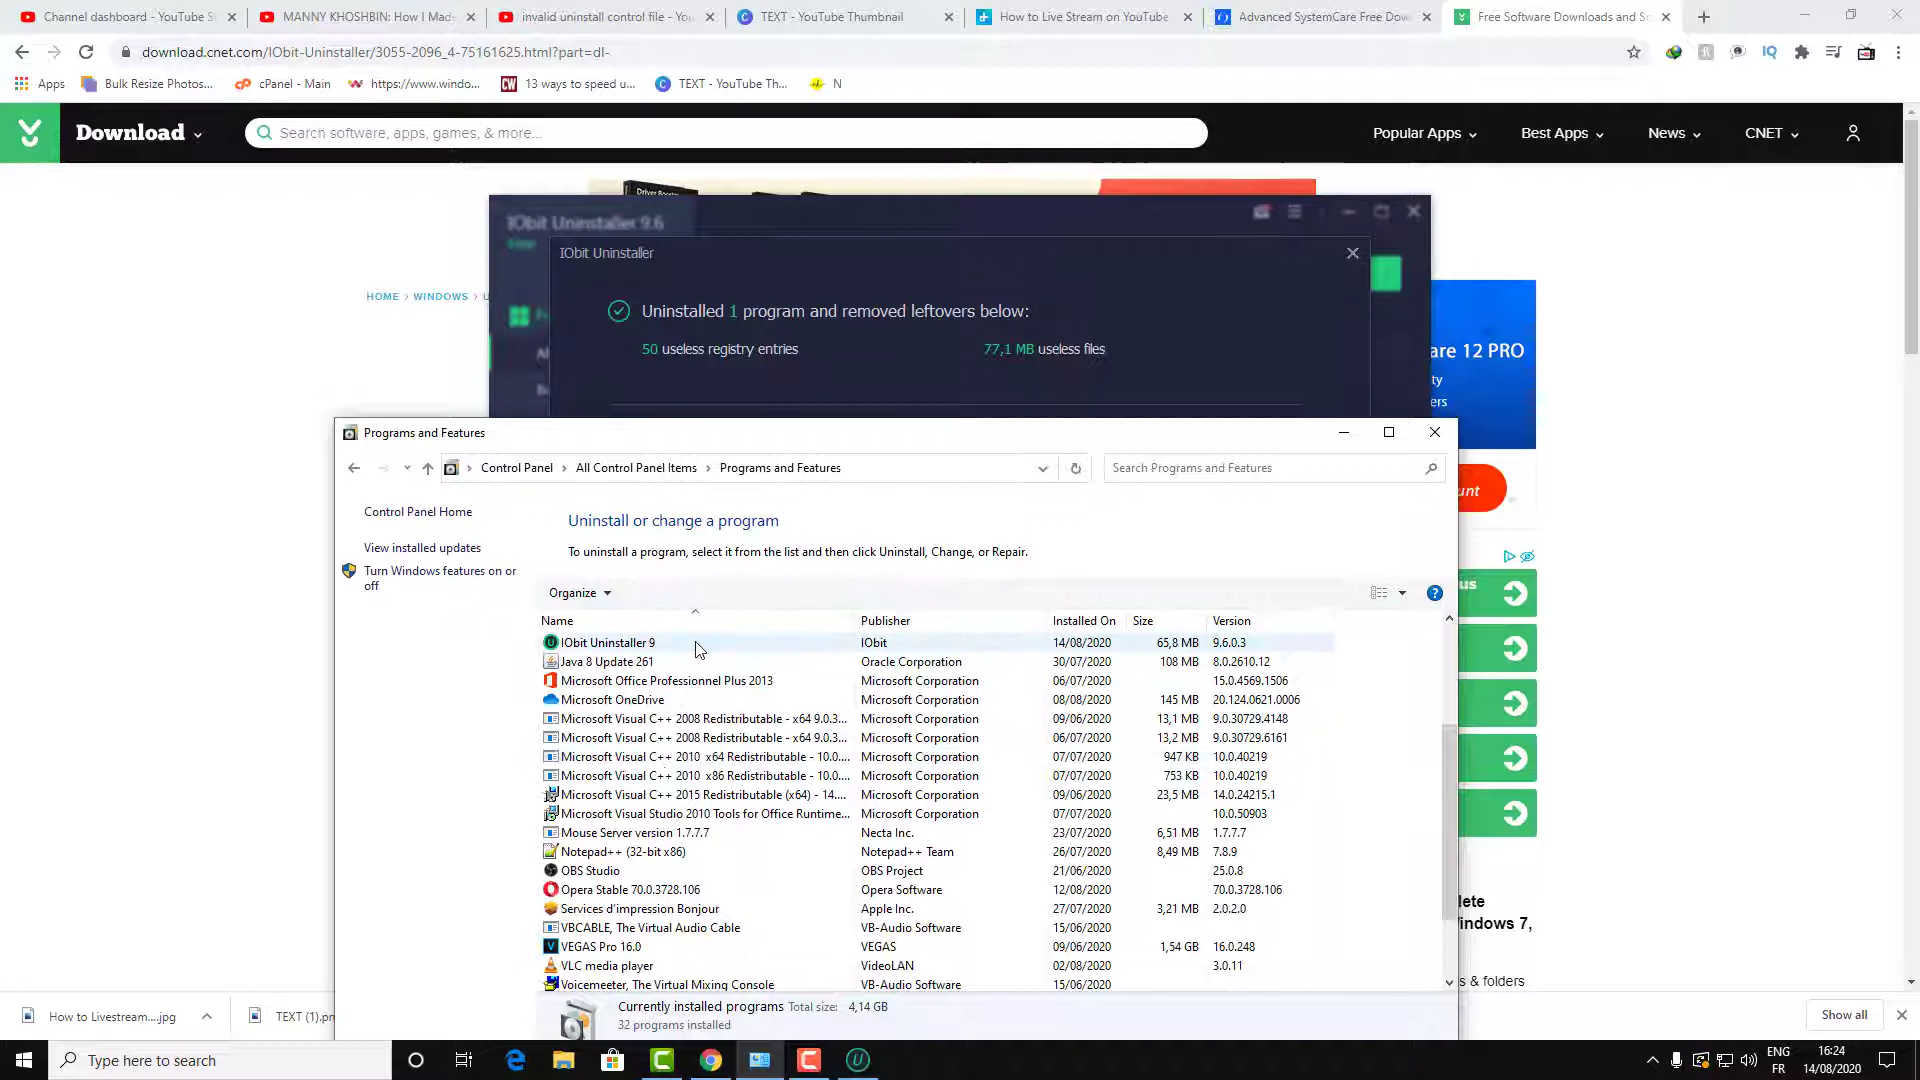 Channel dashboard - YouTube S
MANNY KHOSHBIN: How I Mad
invalid uninstall control file - You
TEXT - YouTube Thumbnail
How to Live Stream on YouTube
Advanced SystemCare Free Dow
Free Software Downloads and So
download.cnet.com/IObit-Uninstaller/3055-2096_4-75161625.html?part=dl-
Apps
Bulk Resize Photos...
cPanel - Main
https://www.windo...
13 ways to speed u...
TEXT - YouTube Th...
N
Download
Search software, apps, games, & more...
Popular Apps
Best Apps
News
CNET
Driver Booster
IObit Uninstaller 9.6
HOME > WINDOWS > U
IObit Uninstaller
Uninstalled 1 program and removed leftovers below:
50 useless registry entries
77,1 MB useless files
are 12 PRO
ty
ers
unt
Programs and Features
Control Panel > All Control Panel Items > Programs and Features
Search Programs and Features
Control Panel Home
View installed updates
Turn Windows features on or
off
Uninstall or change a program
To uninstall a program, select it from the list and then click Uninstall, Change, or Repair.
Organize
Name Publisher Installed On Size Version
IObit Uninstaller 9 IObit 14/08/2020 65,8 MB 9.6.0.3
Java 8 Update 261 Oracle Corporation 30/07/2020 108 MB 8.0.2610.12
Microsoft Office Professionnel Plus 2013 Microsoft Corporation 06/07/2020 15.0.4569.1506
Microsoft OneDrive Microsoft Corporation 08/08/2020 145 MB 20.124.0621.0006
Microsoft Visual C++ 2008 Redistributable - x64 9.0.3... Microsoft Corporation 09/06/2020 13,1 MB 9.0.30729.4148
Microsoft Visual C++ 2008 Redistributable - x64 9.0.3... Microsoft Corporation 06/07/2020 13,2 MB 9.0.30729.6161
Microsoft Visual C++ 2010 x64 Redistributable - 10.0.... Microsoft Corporation 07/07/2020 947 KB 10.0.40219
Microsoft Visual C++ 2010 x86 Redistributable - 10.0.... Microsoft Corporation 07/07/2020 753 KB 10.0.40219
Microsoft Visual C++ 2015 Redistributable (x64) - 14.... Microsoft Corporation 09/06/2020 23,5 MB 14.0.24215.1
Microsoft Visual Studio 2010 Tools for Office Runtime... Microsoft Corporation 07/07/2020 10.0.50903
Mouse Server version 1.7.7.7 Necta Inc. 23/07/2020 6,51 MB 1.7.7.7
Notepad++ (32-bit x86) Notepad++ Team 26/07/2020 8,49 MB 7.8.9
OBS Studio OBS Project 21/06/2020 25.0.8
Opera Stable 70.0.3728.106 Opera Software 12/08/2020 70.0.3728.106
Services d'impression Bonjour Apple Inc. 27/07/2020 3,21 MB 2.0.2.0
VBCABLE, The Virtual Audio Cable VB-Audio Software 15/06/2020
VEGAS Pro 16.0 VEGAS 09/06/2020 1,54 GB 16.0.248
VLC media player VideoLAN 02/08/2020 3.0.11
Voicemeeter, The Virtual Mixing Console VB-Audio Software 15/06/2020
Currently installed programs Total size: 4,14 GB
32 programs installed
us
lete
indows 7,
s & folders
How to Livestream....jpg
TEXT (1).pn
Show all
Type here to search
ENG
FR
16:24
14/08/2020